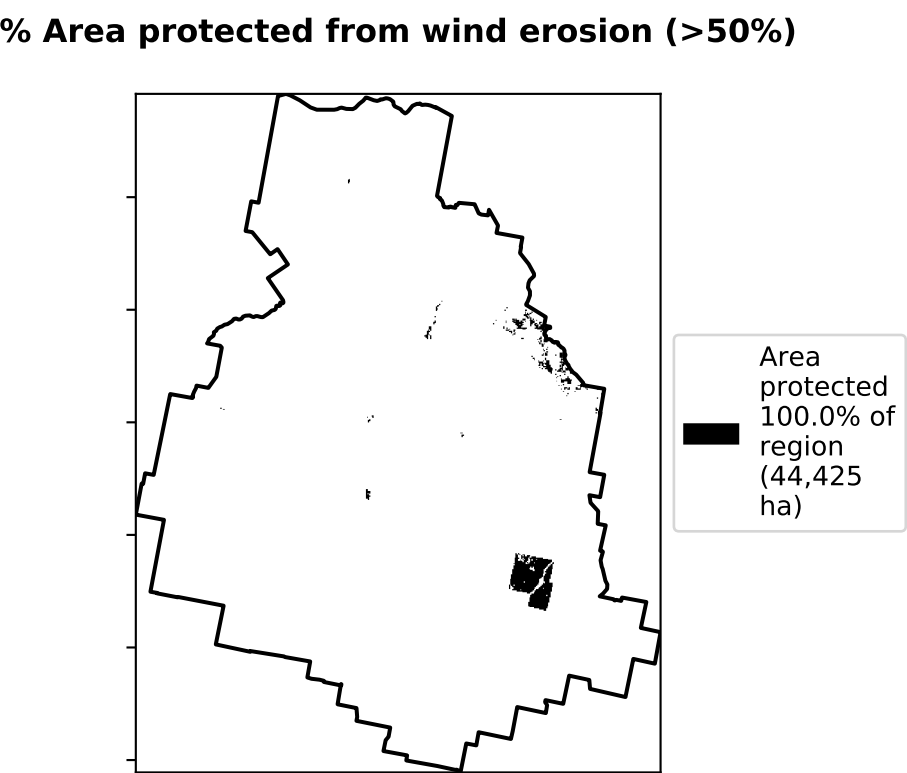 % Area protected from wind erosion (>50%)
Area
protected
100.0% of
region
(44,425
ha)